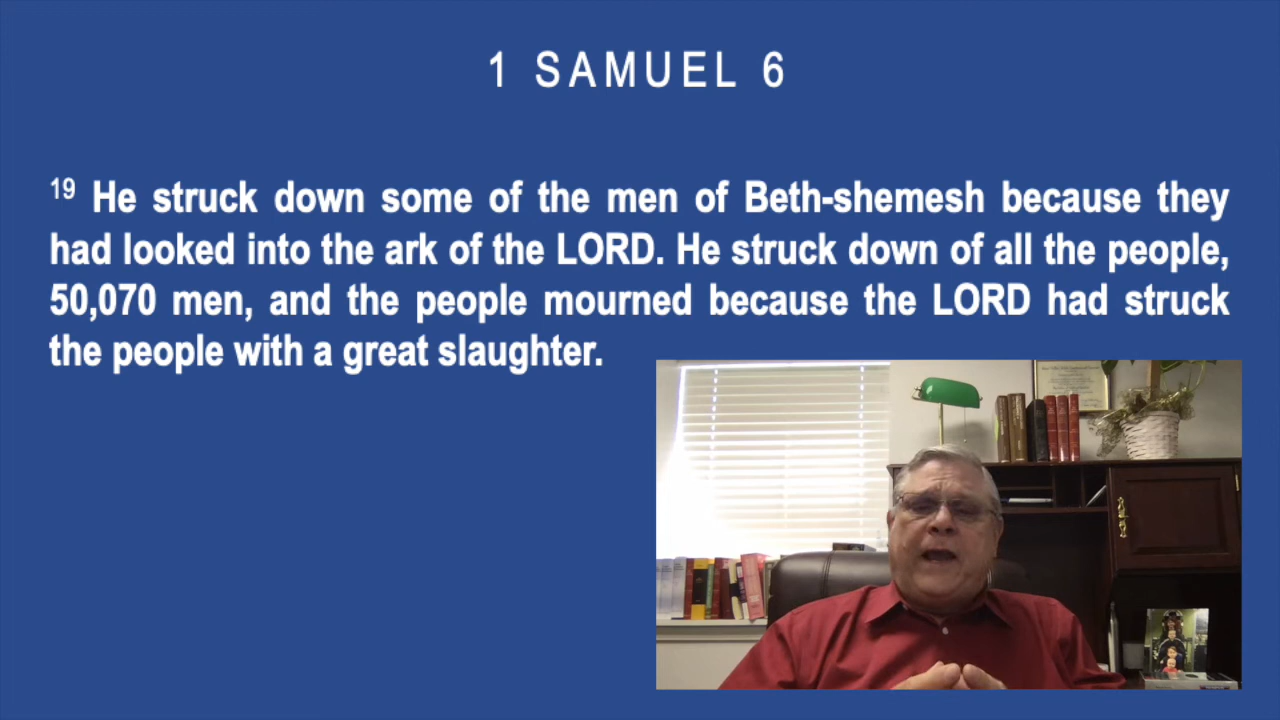 1 SAMUEL 6
19 He struck down some of the men of Beth-shemesh because they
had looked into the ark of the LORD. He struck down of all the people,
50,070 men, and the people mourned because the LORD had struck
the people with a great slaughter.